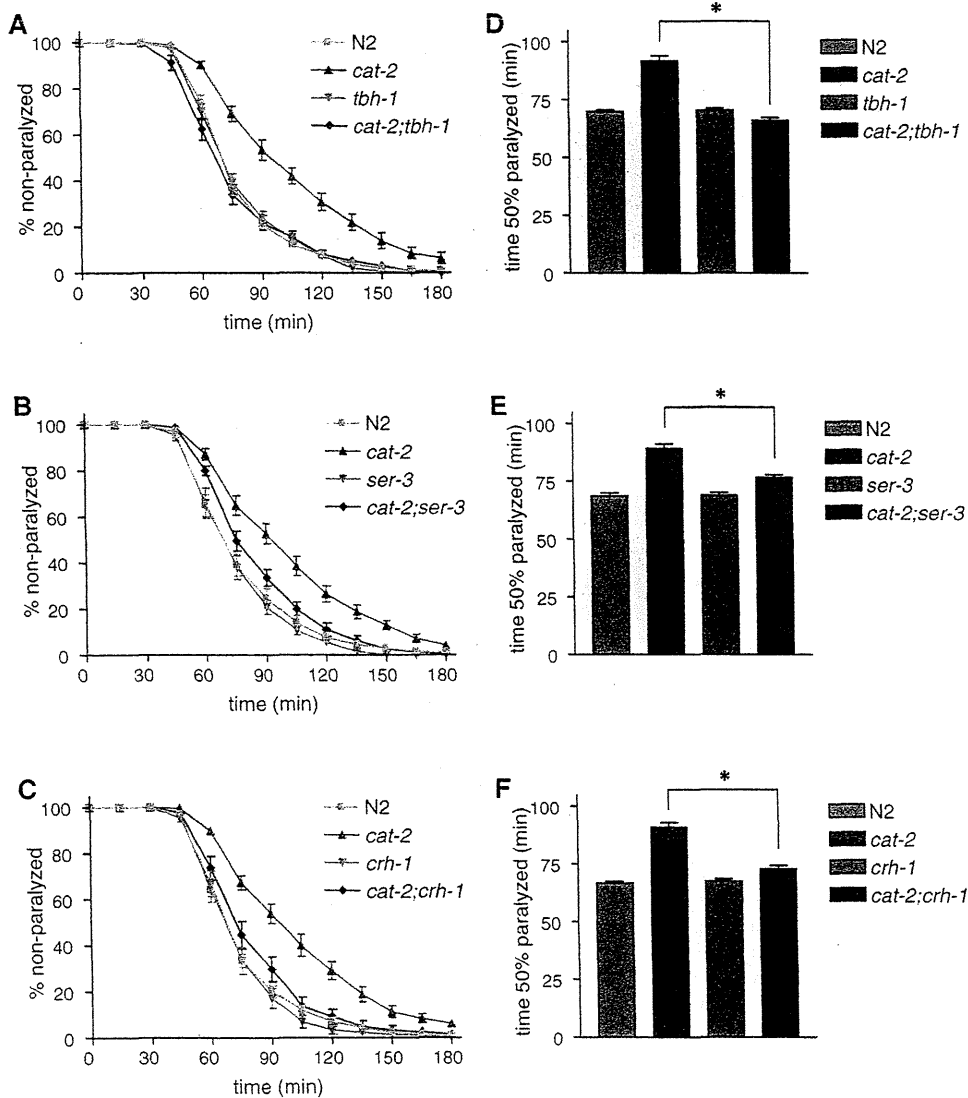 A
100
80
60
40
20
0
% non-paralyzed
0 30 60 90 120 150 180
time (min)
N2
cat-2
tbh-1
cat-2;tbh-1
D
100
75
50
25
0
time 50% paralyzed (min)
*
N2
cat-2
tbh-1
cat-2;tbh-1
B
100
80
60
40
20
0
% non-paralyzed
0 30 60 90 120 150 180
time (min)
N2
cat-2
ser-3
cat-2;ser-3
E
100
75
50
25
0
time 50% paralyzed (min)
*
N2
cat-2
ser-3
cat-2;ser-3
C
100
80
60
40
20
0
% non-paralyzed
0 30 60 90 120 150 180
time (min)
N2
cat-2
crh-1
cat-2;crh-1
F
100
75
50
25
0
time 50% paralyzed (min)
*
N2
cat-2
crh-1
cat-2;crh-1